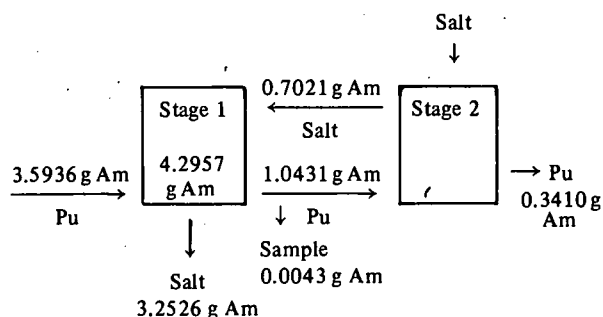 Salt
↓
0.7021 g Am
←
Salt
Stage 1
Stage 2
3.5936 g Am
→
Pu
4.2957
g Am
1.0431 g Am
→
↓ Pu
Sample
0.0043 g Am
→ Pu
0.3410 g
Am
↓
Salt
3.2526 g Am